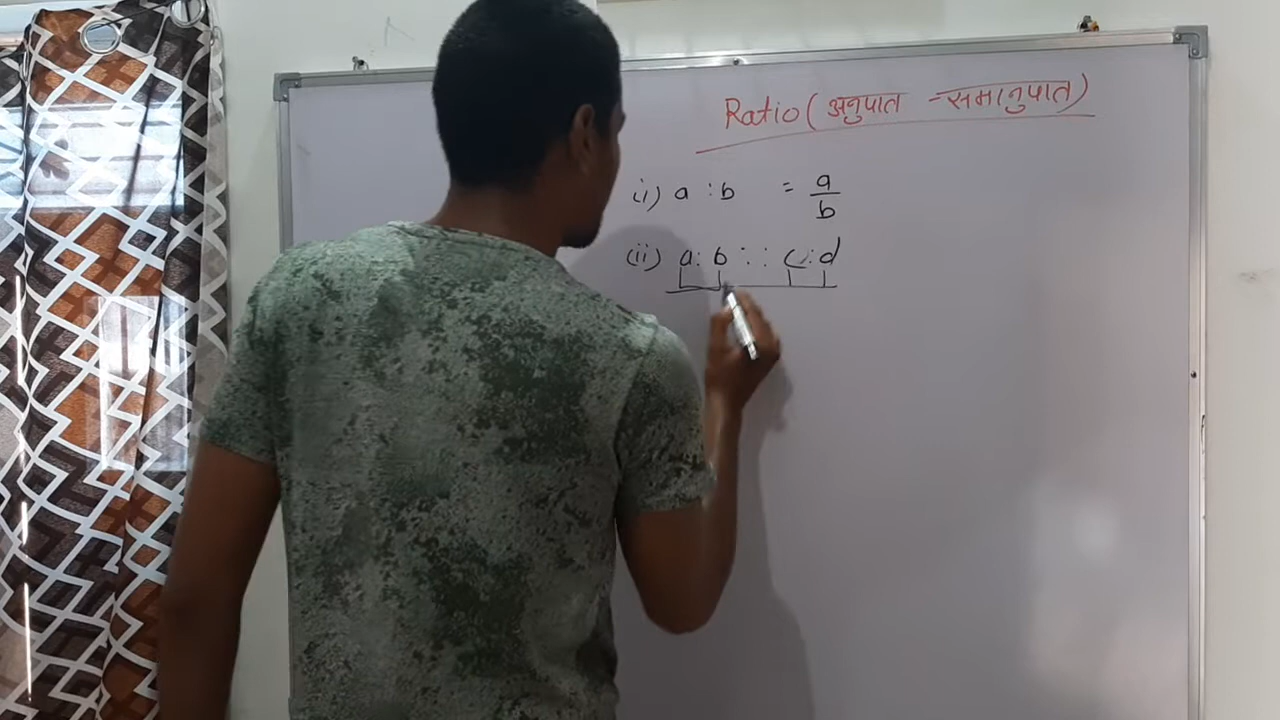 Ratio (अनुपात - समानुपात)
(i) a : b = a/b
(ii) a : b :: c : d